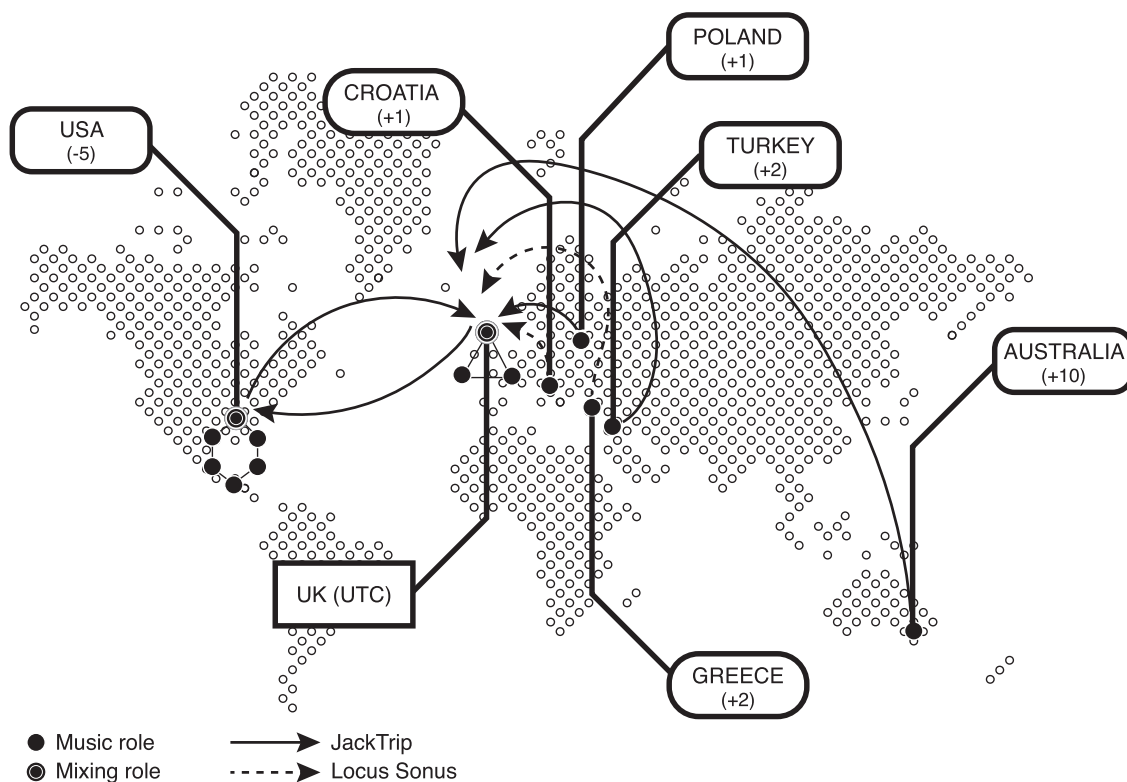 POLAND
(+1)
CROATIA
(+1)
USA
(-5)
TURKEY
(+2)
AUSTRALIA
(+10)
UK (UTC)
GREECE
(+2)
Music role
JackTrip
Mixing role
Locus Sonus